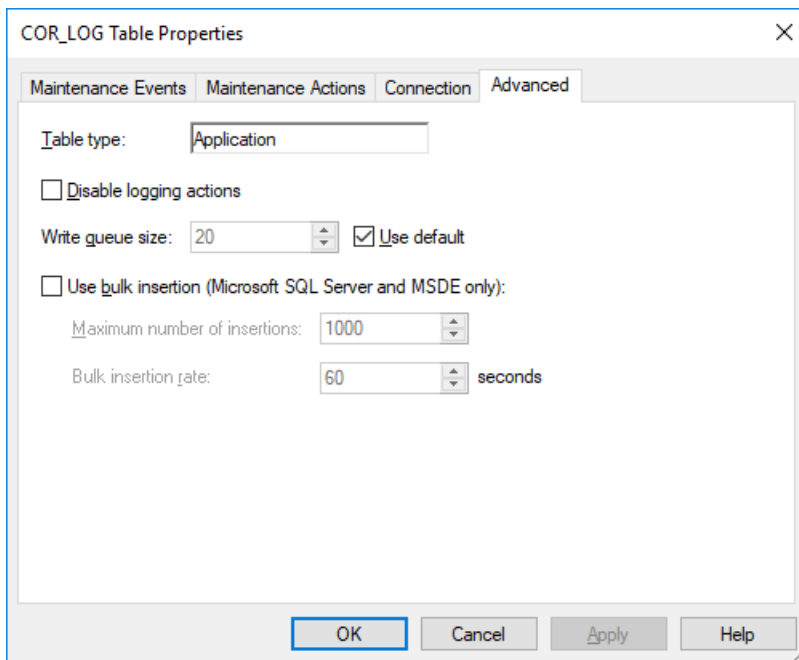 COR_LOG Table Properties
Maintenance Events Maintenance Actions Connection Advanced
Table type: Application
Disable logging actions
Write queue size: 20 Use default
Use bulk insertion (Microsoft SQL Server and MSDE only):
Maximum number of insertions: 1000
Bulk insertion rate: 60 seconds
OK Cancel Apply Help